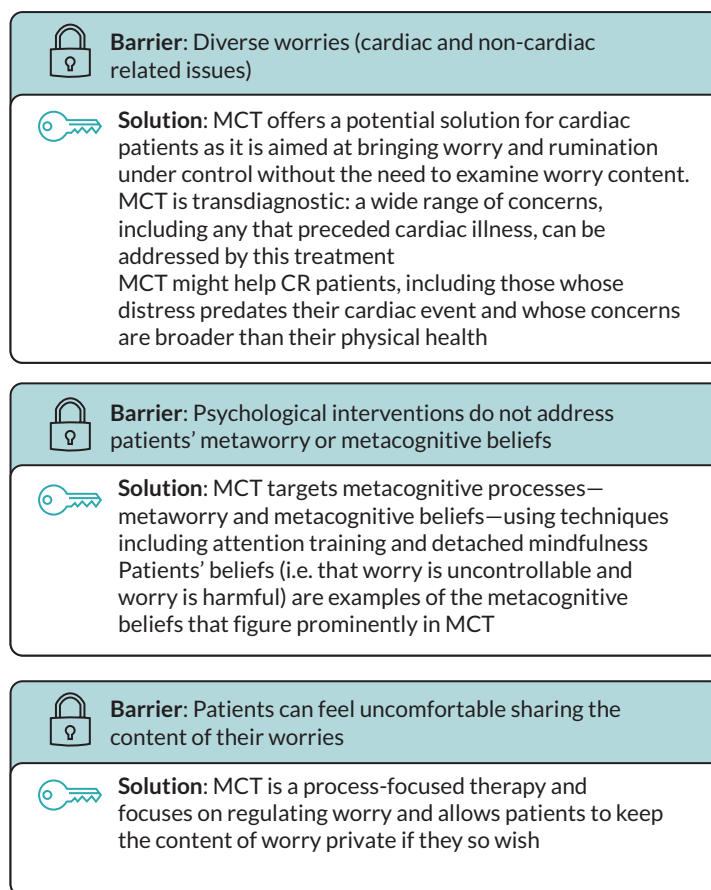 Barrier: Diverse worries (cardiac and non-cardiac
related issues)
Solution: MCT offers a potential solution for cardiac
patients as it is aimed at bringing worry and rumination
under control without the need to examine worry content.
MCT is transdiagnostic: a wide range of concerns,
including any that preceded cardiac illness, can be
addressed by this treatment
MCT might help CR patients, including those whose
distress predates their cardiac event and whose concerns
are broader than their physical health
Barrier: Psychological interventions do not address
patients’ metaworry or metacognitive beliefs
Solution: MCT targets metacognitive processes—
metaworry and metacognitive beliefs—using techniques
including attention training and detached mindfulness
Patients’ beliefs (i.e. that worry is uncontrollable and
worry is harmful) are examples of the metacognitive
beliefs that figure prominently in MCT
Barrier: Patients can feel uncomfortable sharing the
content of their worries
Solution: MCT is a process-focused therapy and
focuses on regulating worry and allows patients to keep
the content of worry private if they so wish